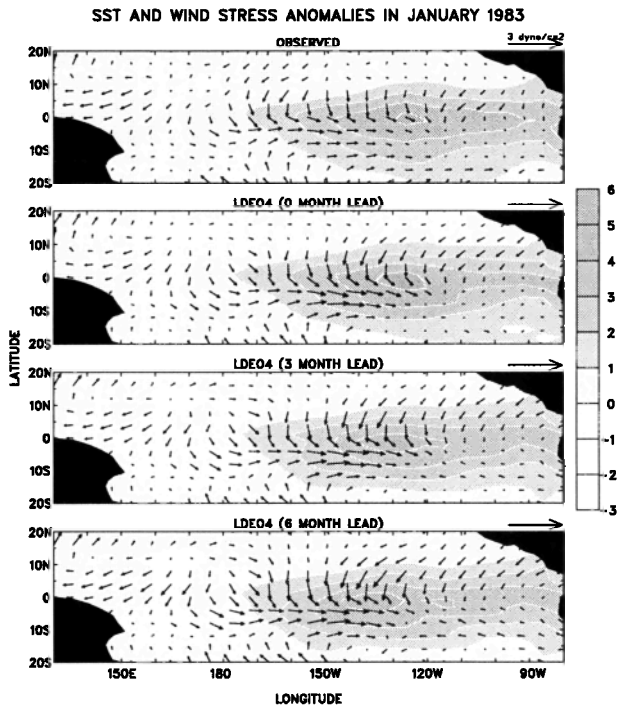 SST AND WIND STRESS ANOMALIES IN JANUARY 1983
OBSERVED
3 dyne/cm2
20N
10N
0
10S
20S
LDEO4 (0 MONTH LEAD)
20N
10N
0
10S
20S
LDEO4 (3 MONTH LEAD)
20N
10N
0
10S
20S
LDEO4 (6 MONTH LEAD)
20N
10N
0
10S
20S
LATITUDE
150E 180 150W 120W 90W
LONGITUDE
6
5
4
3
2
1
0
-1
-2
-3